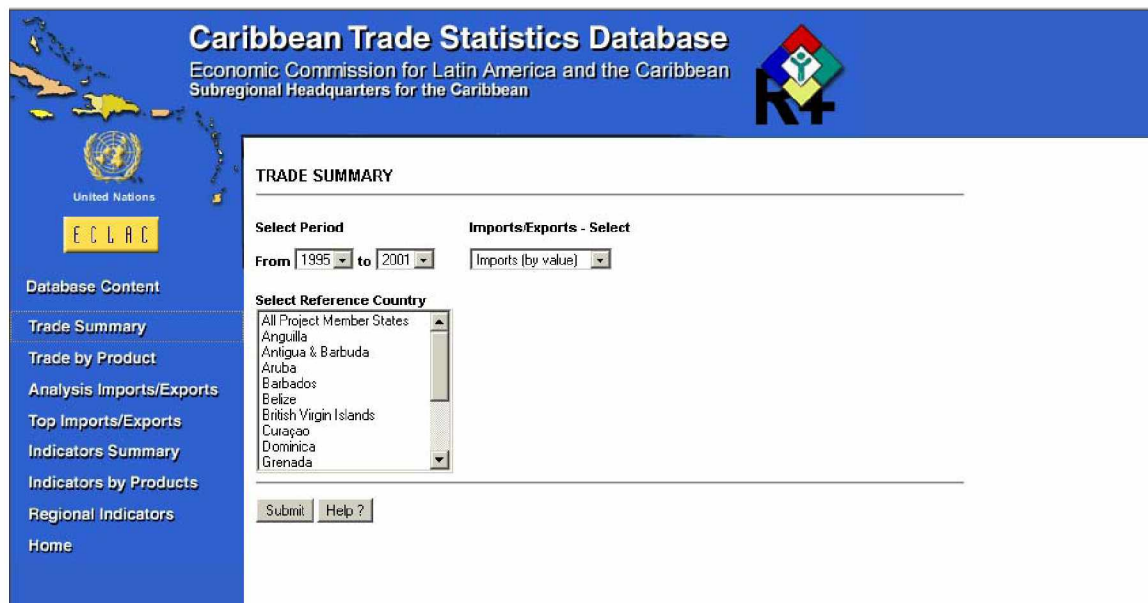 Caribbean Trade Statistics Database
Economic Commission for Latin America and the Caribbean
Subregional Headquarters for the Caribbean
R+
United Nations
ECLAC
Database Content
Trade Summary
Trade by Product
Analysis Imports/Exports
Top Imports/Exports
Indicators Summary
Indicators by Products
Regional Indicators
Home
TRADE SUMMARY
Select Period Imports/Exports - Select
From 1995 to 2001 Imports (by value)
Select Reference Country
All Project Member States
Anguilla
Antigua & Barbuda
Aruba
Barbados
Belize
British Virgin Islands
Curaçao
Dominica
Grenada
Submit Help ?